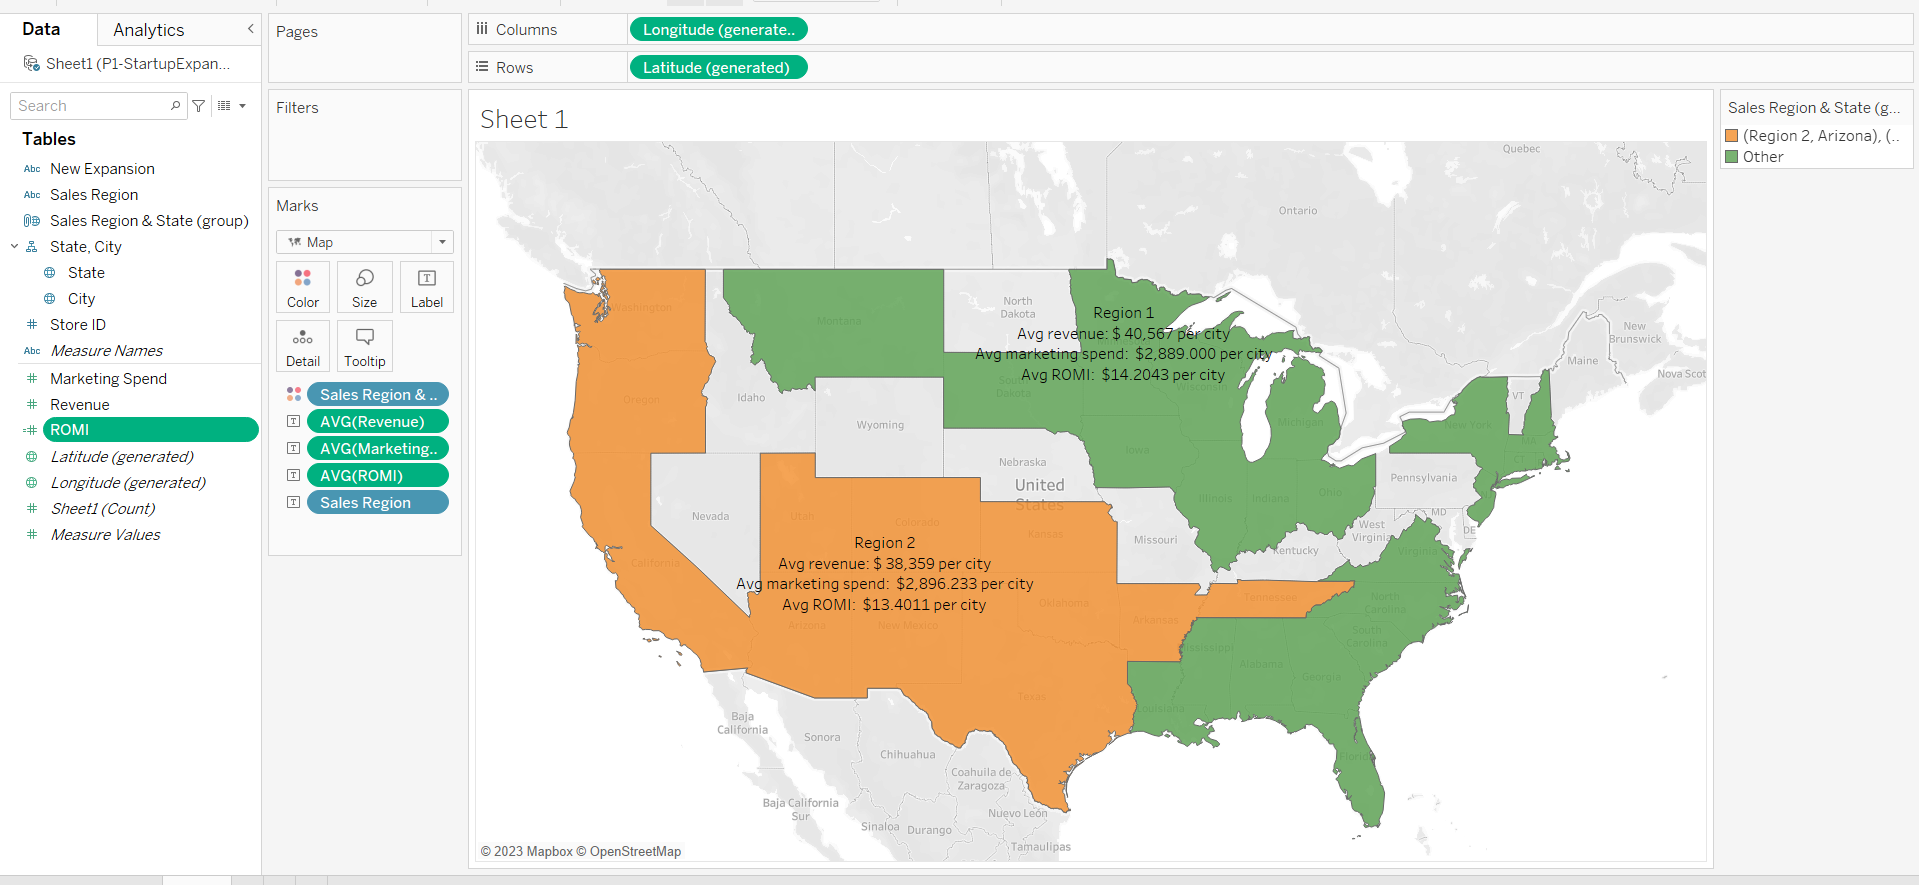 Data
Analytics
Sheet1 (P1-StartupExpan...
Search
Tables
Abc New Expansion
Abc Sales Region
Sales Region & State (group)
State, City
State
City
# Store ID
Abc Measure Names
# Marketing Spend
# Revenue
=# ROMI
Latitude (generated)
Longitude (generated)
# Sheet1 (Count)
# Measure Values
Pages
Filters
Marks
Map
Color
Size
Label
Detail
Tooltip
Sales Region & ..
AVG(Revenue)
AVG(Marketing..
AVG(ROMI)
Sales Region
Columns
Longitude (generate..
Rows
Latitude (generated)
Sheet 1
Quebec
Ontario
Washington
Montana
North
Dakota
Region 1
Avg revenue: $ 40,567 per city
Avg marketing spend: $2,889.000 per city
Avg ROMI: $14.2043 per city
New
Brunswick
Maine
Nova Scot
Oregon
Idaho
South
Dakota
Wisconsin
Michigan
VT
New York
MA
CT
Wyoming
Iowa
Nebraska
United
States
Illinois
Indiana
Ohio
Pennsylvania
MD
DE
Nevada
Utah
Colorado
Kansas
Missouri
West
Virginia
Kentucky
Virginia
California
Region 2
Avg revenue: $ 38,359 per city
Avg marketing spend: $2,896.233 per city
Avg ROMI: $13.4011 per city
Arizona
New Mexico
Oklahoma
Arkansas
Tennessee
North
Carolina
South
Carolina
ississippi
Alabama
Georgia
Texas
Louisiana
Florida
Baja
California
Sonora
Chihuahua
Coahuila de
Zaragoza
Baja California
Sur
Sinaloa
Durango
Nuevo León
Tamaulipas
© 2023 Mapbox © OpenStreetMap
Sales Region & State (g...
(Region 2, Arizona), (..
Other